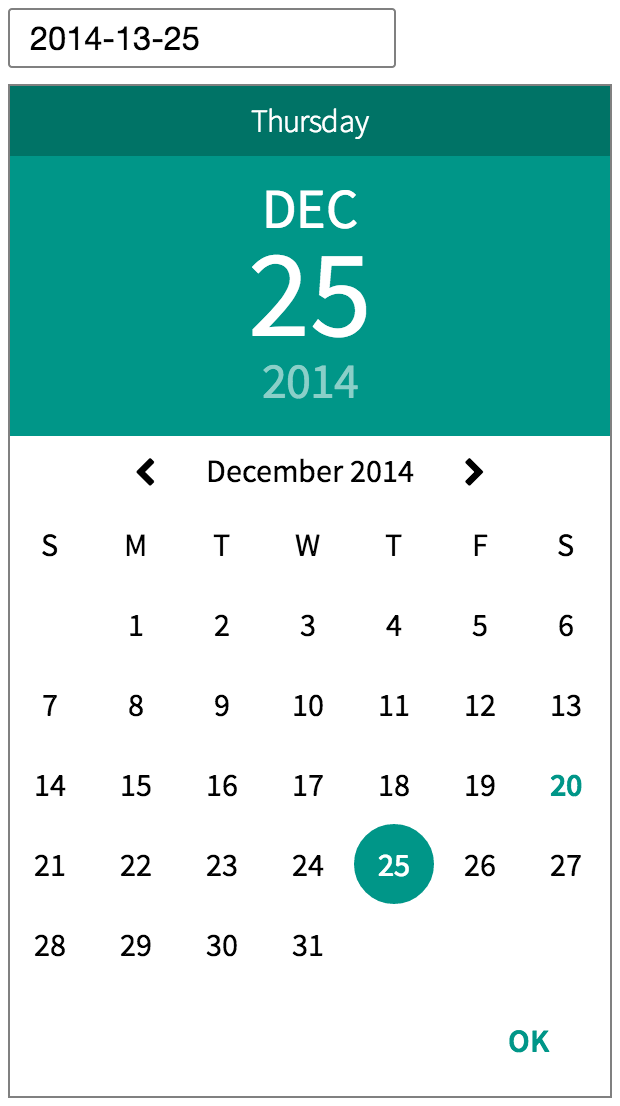 2014-13-25
Thursday
DEC
25
2014
December 2014
S M T W T F S
1 2 3 4 5 6
7 8 9 10 11 12 13
14 15 16 17 18 19 20
21 22 23 24 25 26 27
28 29 30 31
OK